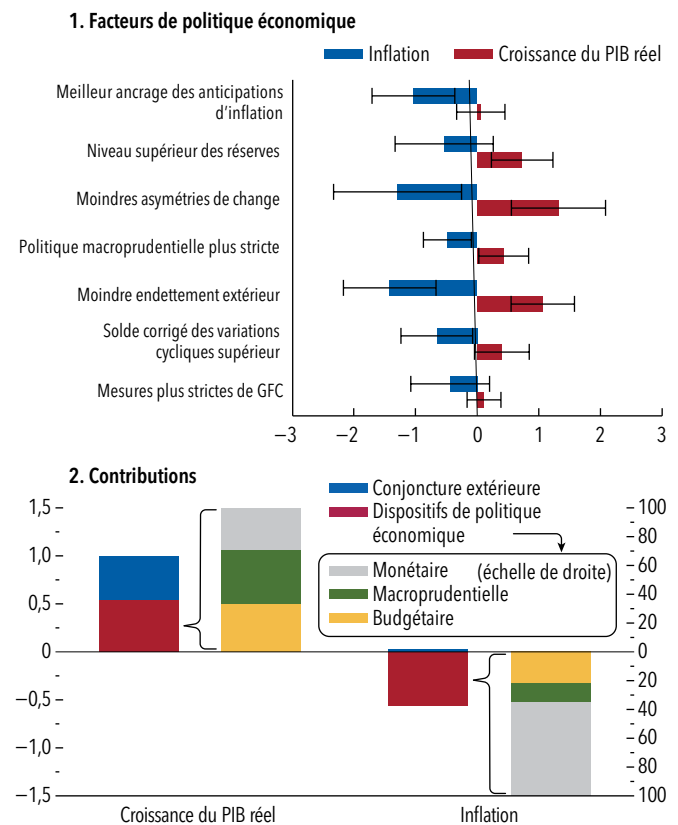 1. Facteurs de politique économique
Inflation
Croissance du PIB réel
Meilleur ancrage des anticipations
d'inflation
Niveau supérieur des réserves
Moindres asymétries de change
Politique macroprudentielle plus stricte
Moindre endettement extérieur
Solde corrigé des variations
cycliques supérieur
Mesures plus strictes de GFC
−3 −2 −1 0 1 2 3
2. Contributions
Conjoncture extérieure
Dispositifs de politique
économique
Monétaire (échelle de droite)
Macroprudentielle
Budgétaire
1,5
1,0
0,5
0
−0,5
−1,0
−1,5
100
80
60
40
20
0
20
40
60
80
100
Croissance du PIB réel
Inflation